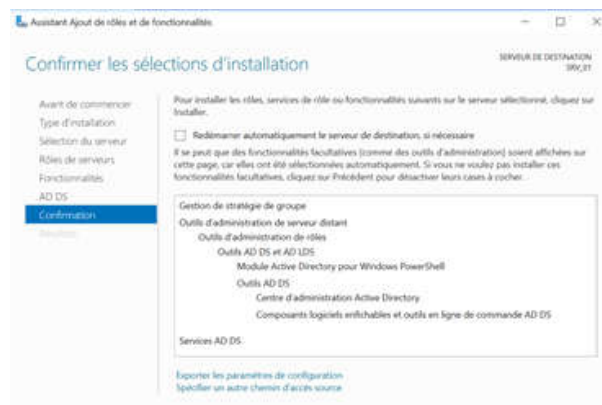 Assistant Ajout de rôles et de fonctionnalités
Confirmer les sélections d'installation
SERVEUR DE DESTINATION
SRV_01
Avant de commencer
Type d'installation
Sélection du serveur
Rôles de serveurs
Fonctionnalités
AD DS
Confirmation
Résultats
Pour installer les rôles, services de rôle ou fonctionnalités suivants sur le serveur sélectionné, cliquez sur
Installer.
Redémarrer automatiquement le serveur de destination, si nécessaire
Il se peut que des fonctionnalités facultatives (comme des outils d'administration) soient affichées sur
cette page, car elles ont été sélectionnées automatiquement. Si vous ne voulez pas installer ces
fonctionnalités facultatives, cliquez sur Précédent pour désactiver leurs cases à cocher.
Gestion de stratégie de groupe
Outils d'administration de serveur distant
Outils d'administration de rôles
Outils AD DS et AD LDS
Module Active Directory pour Windows PowerShell
Outils AD DS
Centre d'administration Active Directory
Composants logiciels enfichables et outils en ligne de commande AD DS
Services AD DS
Exporter les paramètres de configuration
Spécifier un autre chemin d'accès source